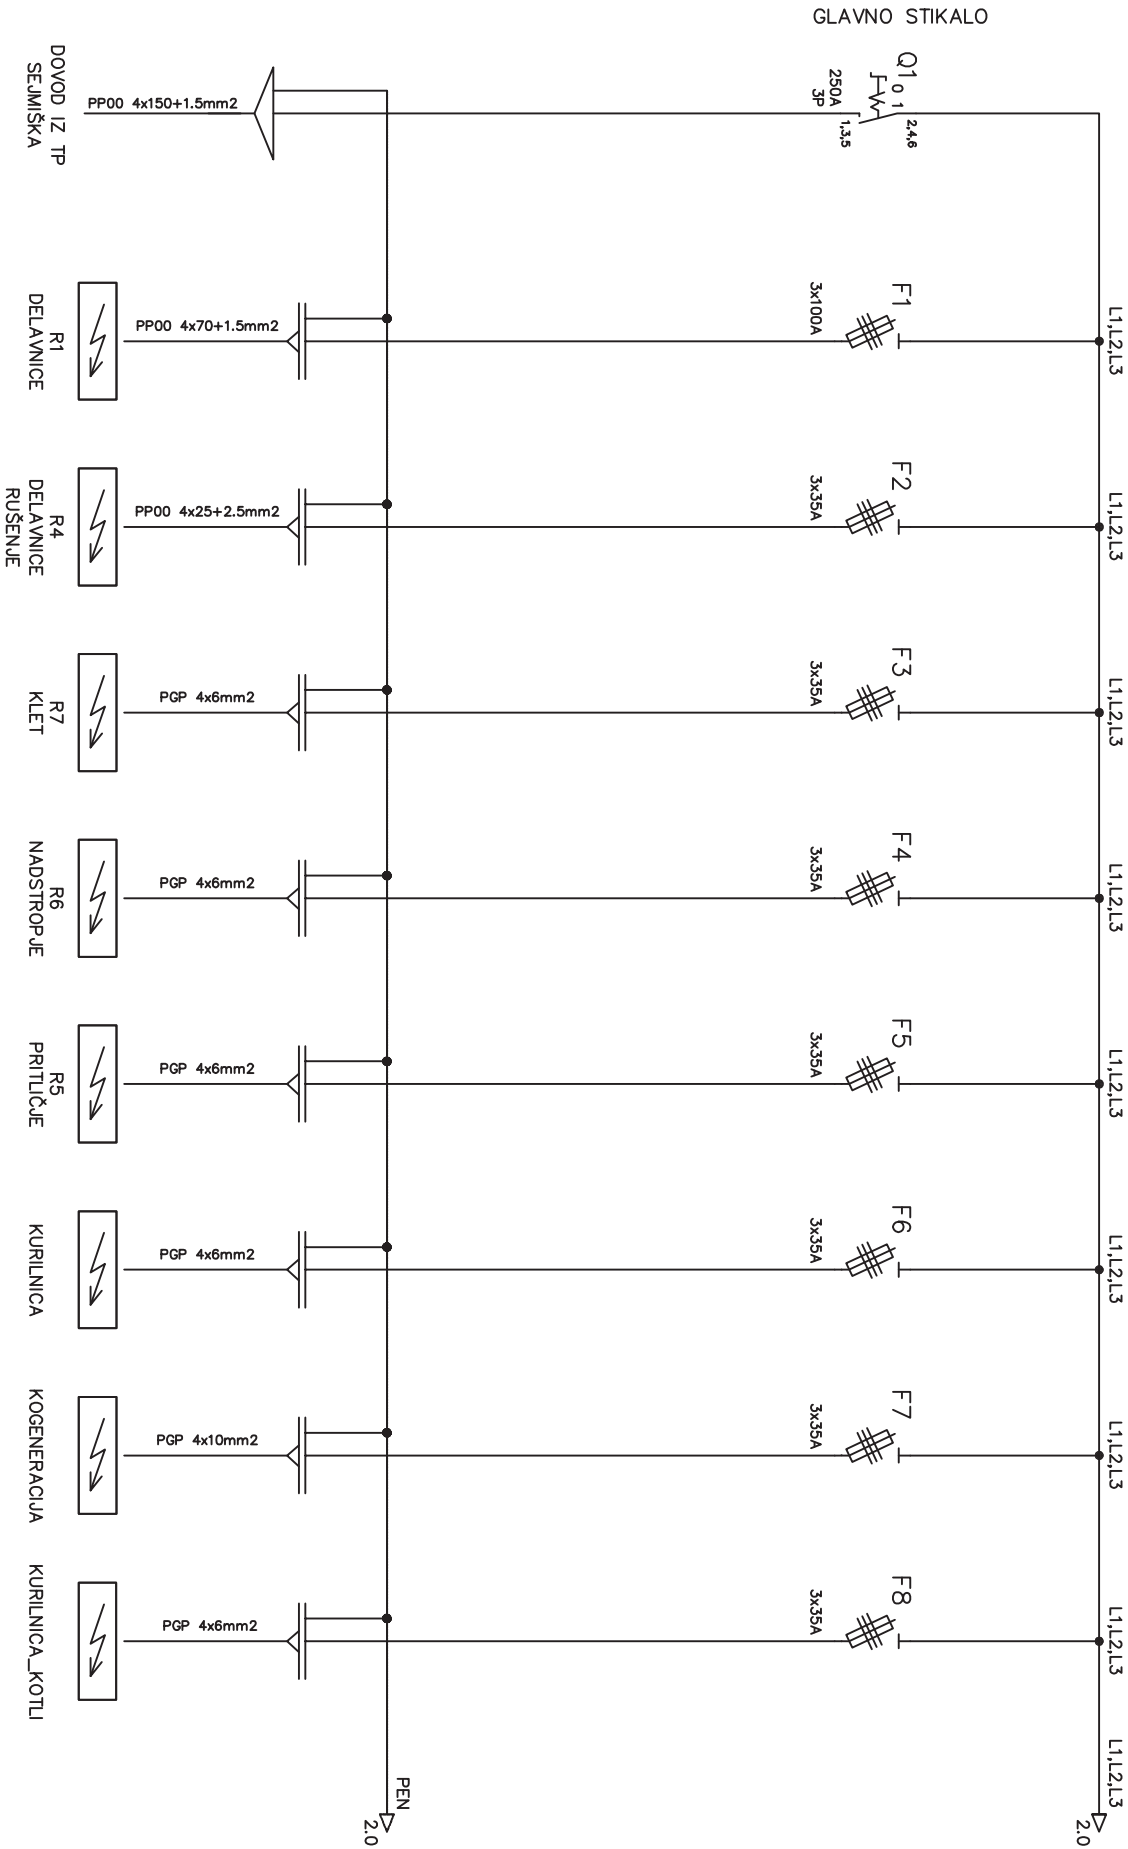 GLAVNO STIKALO
Q1
0 1
250A
3P
2,4,6
1,3,5
PP00 4x150+1.5mm2
DOVOD IZ TP
SEJMIŠKA
L1,L2,L3
F1
3x100A
PP00 4x70+1.5mm2
R1
DELAVNICE
L1,L2,L3
F2
3x35A
PP00 4x25+2.5mm2
R4
DELAVNICE
RUŠENJE
L1,L2,L3
F3
3x35A
PGP 4x6mm2
R7
KLET
L1,L2,L3
F4
3x35A
PGP 4x6mm2
R6
NADSTROPJE
L1,L2,L3
F5
3x35A
PGP 4x6mm2
R5
PRITLIČJE
L1,L2,L3
F6
3x35A
PGP 4x6mm2
KURILNICA
L1,L2,L3
F7
3x35A
PGP 4x10mm2
KOGENERACIJA
L1,L2,L3
F8
3x35A
PGP 4x6mm2
KURILNICA_KOTLI
L1,L2,L3
2.0
PEN
2.0